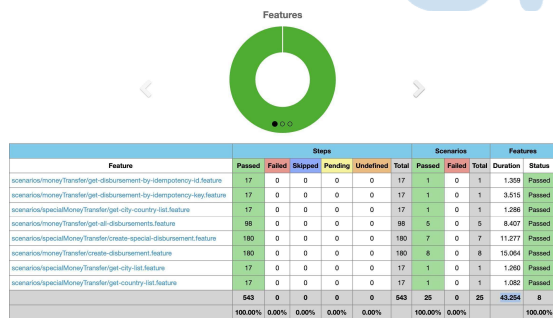 Features
Steps Scenarios Features
Feature Passed Failed Skipped Pending Undefined Total Passed Failed Total Duration Status
scenarios/moneyTransfer/get-disbursement-by-idempotency-id.feature 17 0 0 0 0 17 1 0 1 1.359 Passed
scenarios/moneyTransfer/get-disbursement-by-idempotency-key.feature 17 0 0 0 0 17 1 0 1 3.515 Passed
scenarios/specialMoneyTransfer/get-city-country-list.feature 17 0 0 0 0 17 1 0 1 1.286 Passed
scenarios/moneyTransfer/get-all-disbursements.feature 98 0 0 0 0 98 5 0 5 8.407 Passed
scenarios/specialMoneyTransfer/create-special-disbursement.feature 180 0 0 0 0 180 7 0 7 11.277 Passed
scenarios/moneyTransfer/create-disbursement.feature 180 0 0 0 0 180 8 0 8 15.064 Passed
scenarios/specialMoneyTransfer/get-city-list.feature 17 0 0 0 0 17 1 0 1 1.260 Passed
scenarios/specialMoneyTransfer/get-country-list.feature 17 0 0 0 0 17 1 0 1 1.082 Passed
543 0 0 0 0 543 25 0 25 43.254 8
100.00% 0.00% 0.00% 0.00% 0.00% 100.00% 0.00% 100.00%